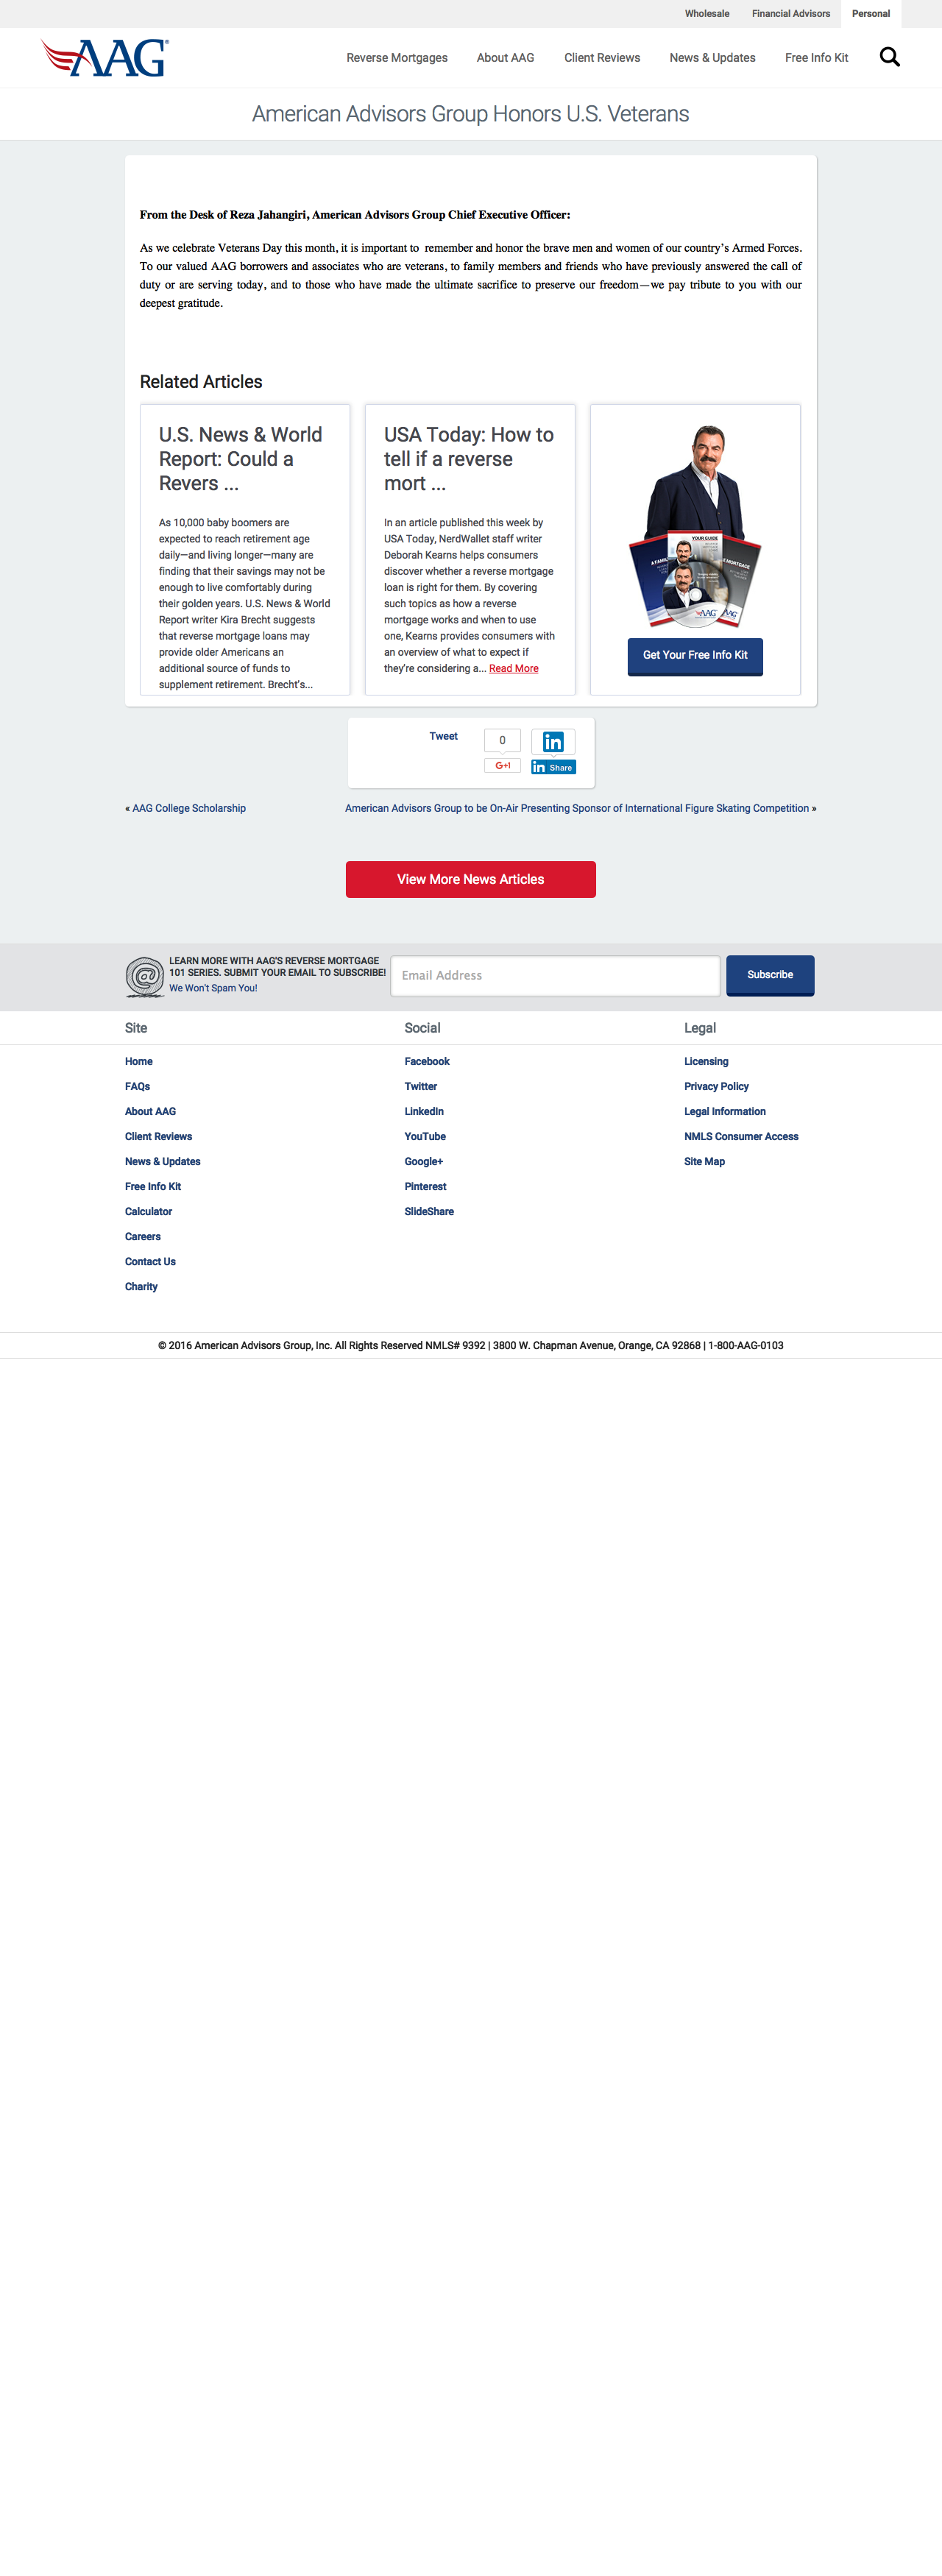 Wholesale Financial Advisors Personal
AAG®
Reverse Mortgages About AAG Client Reviews News & Updates Free Info Kit
American Advisors Group Honors U.S. Veterans
From the Desk of Reza Jahangiri, American Advisors Group Chief Executive Officer:
As we celebrate Veterans Day this month, it is important to remember and honor the brave men and women of our country's Armed Forces.
To our valued AAG borrowers and associates who are veterans, to family members and friends who have previously answered the call of
duty or are serving today, and to those who have made the ultimate sacrifice to preserve our freedom—we pay tribute to you with our
deepest gratitude.
Related Articles
U.S. News & World
Report: Could a
Revers ...
As 10,000 baby boomers are
expected to reach retirement age
daily—and living longer—many are
finding that their savings may not be
enough to live comfortably during
their golden years. U.S. News & World
Report writer Kira Brecht suggests
that reverse mortgage loans may
provide older Americans an
additional source of funds to
supplement retirement. Brecht's...
USA Today: How to
tell if a reverse
mort ...
In an article published this week by
USA Today, NerdWallet staff writer
Deborah Kearns helps consumers
discover whether a reverse mortgage
loan is right for them. By covering
such topics as how a reverse
mortgage works and when to use
one, Kearns provides consumers with
an overview of what to expect if
they're considering a... Read More
YOUR GUIDE
A FAMILY
MORTGAGE
AAG
AAG
Get Your Free Info Kit
Tweet
0
G+1
in
in Share
« AAG College Scholarship
American Advisors Group to be On-Air Presenting Sponsor of International Figure Skating Competition »
View More News Articles
@
LEARN MORE WITH AAG'S REVERSE MORTGAGE
101 SERIES. SUBMIT YOUR EMAIL TO SUBSCRIBE!
We Won't Spam You!
Email Address
Subscribe
Site
Home
FAQs
About AAG
Client Reviews
News & Updates
Free Info Kit
Calculator
Careers
Contact Us
Charity
Social
Facebook
Twitter
LinkedIn
YouTube
Google+
Pinterest
SlideShare
Legal
Licensing
Privacy Policy
Legal Information
NMLS Consumer Access
Site Map
© 2016 American Advisors Group, Inc. All Rights Reserved NMLS# 9392 | 3800 W. Chapman Avenue, Orange, CA 92868 | 1-800-AAG-0103